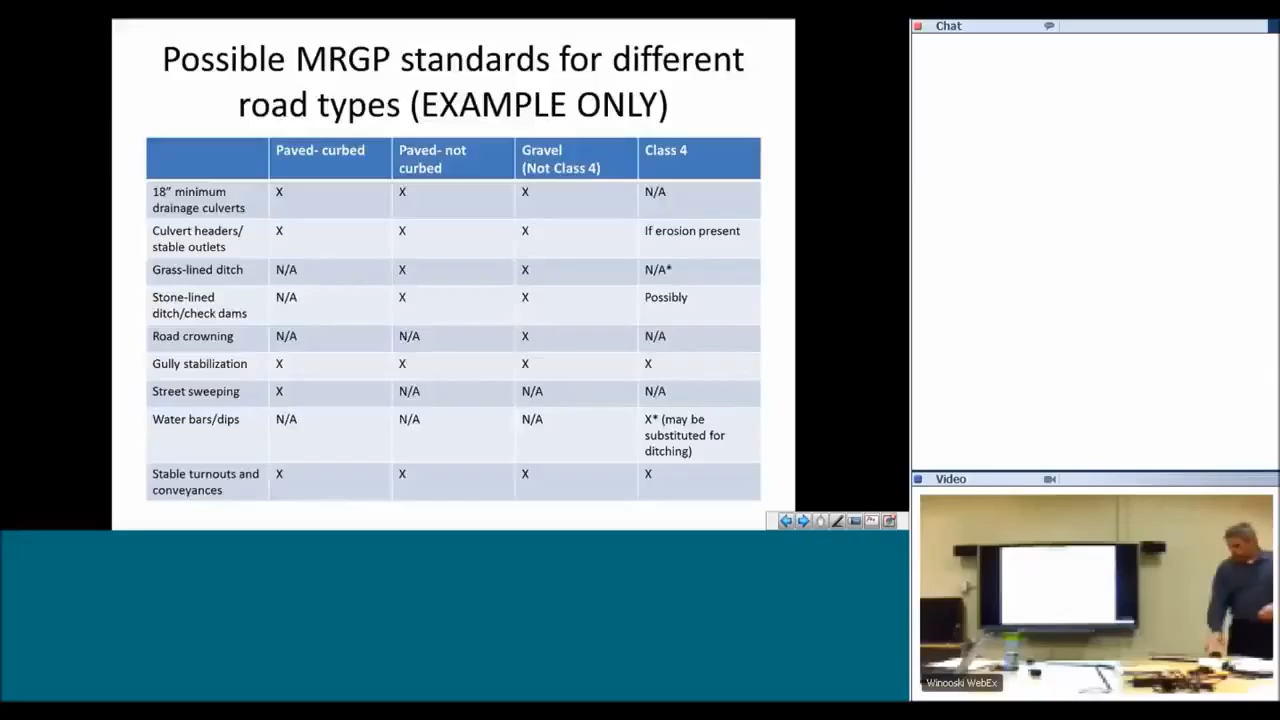 Possible MRGP standards for different
road types (EXAMPLE ONLY)
Paved- curbed
Paved- not
curbed
Gravel
(Not Class 4)
Class 4
18” minimum
drainage culverts
X
X
X
N/A
Culvert headers/
stable outlets
X
X
X
If erosion present
Grass-lined ditch
N/A
X
X
N/A*
Stone-lined
ditch/check dams
N/A
X
X
Possibly
Road crowning
N/A
N/A
X
N/A
Gully stabilization
X
X
X
X
Street sweeping
X
N/A
N/A
N/A
Water bars/dips
N/A
N/A
N/A
X* (may be
substituted for
ditching)
Stable turnouts and
conveyances
X
X
X
X
Chat
Video
Winooski WebEx